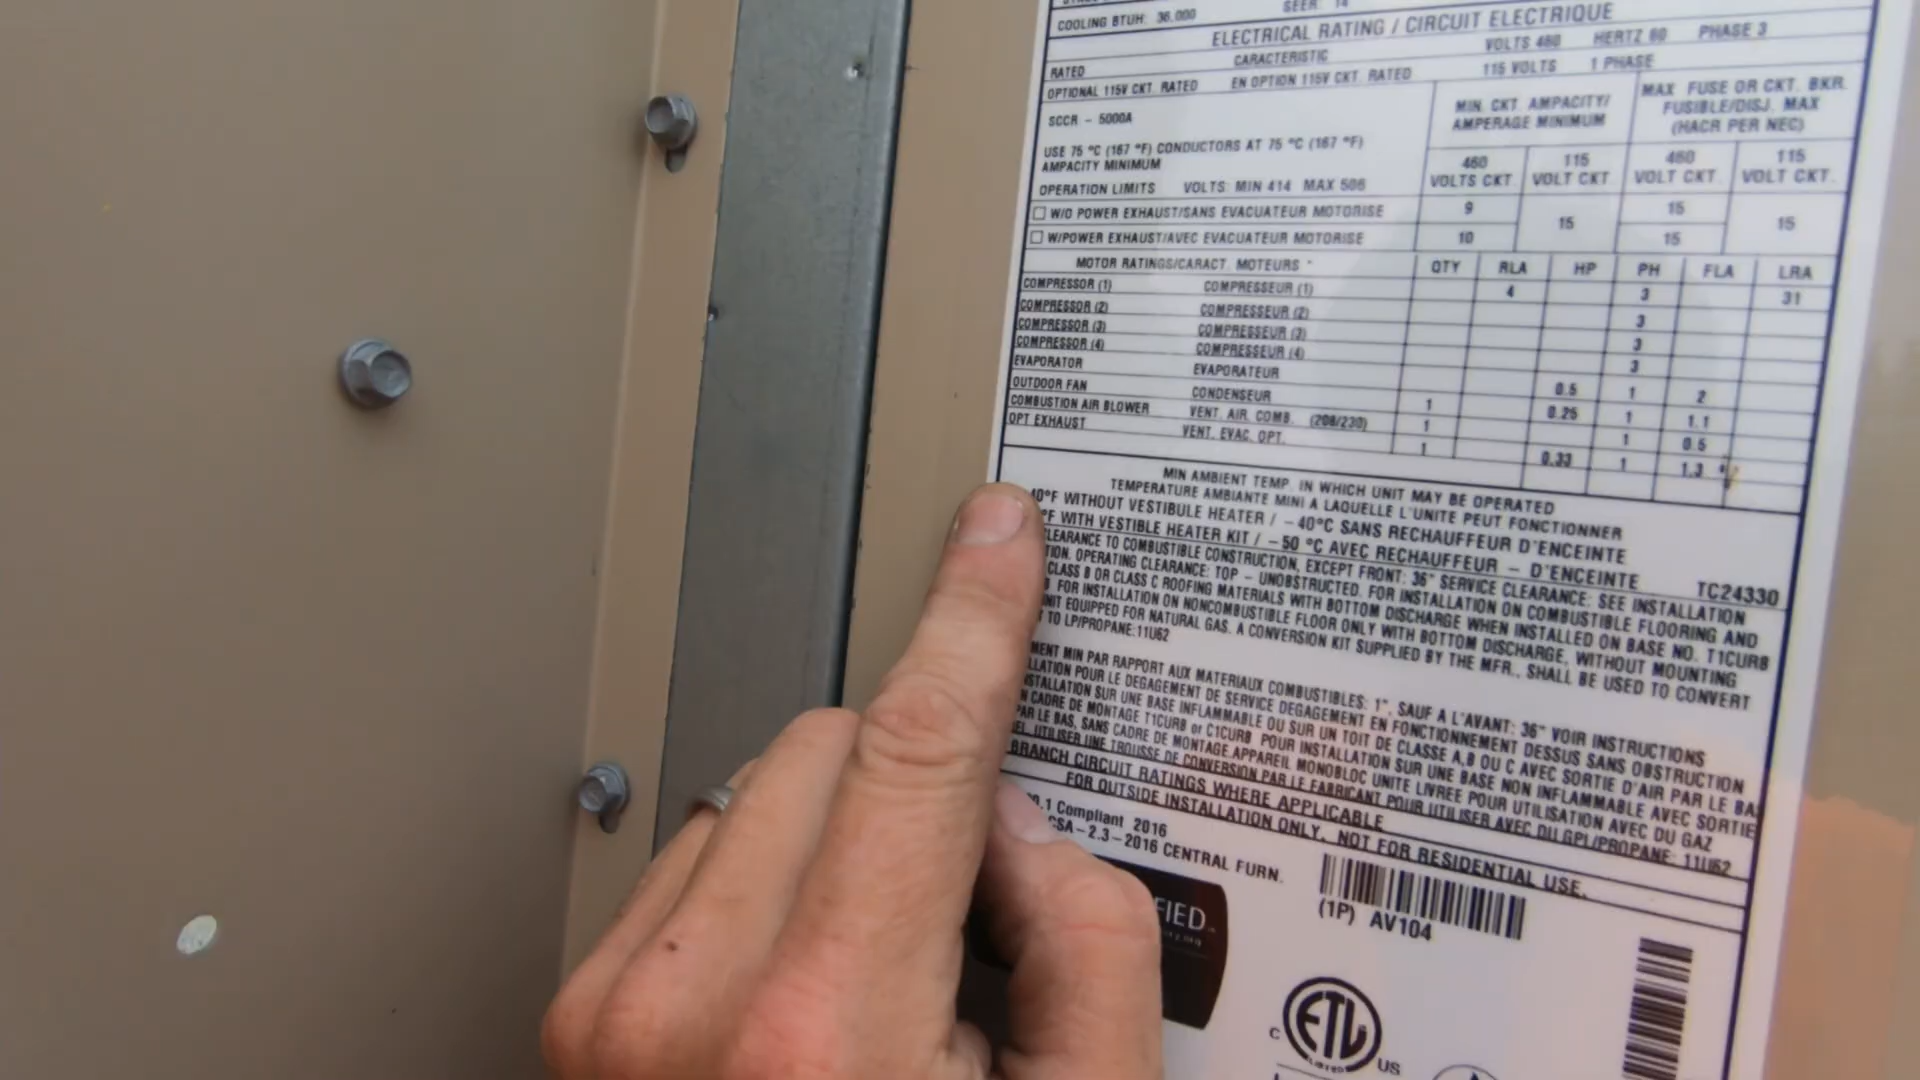 COOLING BTUH: 36,000 SEER: 14
ELECTRICAL RATING / CIRCUIT ELECTRIQUE
RATED CARACTERISTIC VOLTS 460 HERTZ 60 PHASE 3
OPTIONAL 115V CKT. RATED EN OPTION 115V CKT. RATED 115 VOLTS 1 PHASE
SCCR - 5000A
USE 75 °C (167 °F) CONDUCTORS AT 75 °C (167 °F)
AMPACITY MINIMUM
MIN. CKT. AMPACITY/
AMPERAGE MINIMUM
MAX FUSE OR CKT. BKR.
FUSIBLE/DISJ. MAX
(HACR PER NEC)
OPERATION LIMITS VOLTS: MIN 414 MAX 506
460 115 460 115
VOLTS CKT. VOLT CKT. VOLT CKT. VOLT CKT.
W/O POWER EXHAUST/SANS EVACUATEUR MOTORISE 9 15 15 15
W/POWER EXHAUST/AVEC EVACUATEUR MOTORISE 10 15
MOTOR RATINGS/CARACT. MOTEURS QTY RLA HP PH FLA LRA
COMPRESSOR (1) COMPRESSEUR (1) 4 3 31
COMPRESSOR (2) COMPRESSEUR (2) 3
COMPRESSOR (3) COMPRESSEUR (3) 3
COMPRESSOR (4) COMPRESSEUR (4) 3
EVAPORATOR EVAPORATEUR 0.5 1 2
OUTDOOR FAN CONDENSEUR 1 0.25 1 1.1
COMBUSTION AIR BLOWER VENT. AIR COMB. (208/230) 1 1 0.5
OPT EXHAUST VENT. EVAC. OPT. 1 0.33 1 1.3
MIN AMBIENT TEMP. IN WHICH UNIT MAY BE OPERATED
TEMPERATURE AMBIANTE MINI A LAQUELLE L'UNITE PEUT FONCTIONNER
40°F WITHOUT VESTIBULE HEATER / -40°C SANS RECHAUFFEUR D'ENCEINTE
°F WITH VESTIBLE HEATER KIT / -50 °C AVEC RECHAUFFEUR - D'ENCEINTE TC24330
CLEARANCE TO COMBUSTIBLE CONSTRUCTION, EXCEPT FRONT: 36" SERVICE CLEARANCE: SEE INSTALLATION
OPERATING CLEARANCE: TOP - UNOBSTRUCTED. FOR INSTALLATION ON COMBUSTIBLE FLOORING AND
CLASS B OR CLASS C ROOFING MATERIALS WITH BOTTOM DISCHARGE WHEN INSTALLED ON BASE NO. T1CURB
FOR INSTALLATION ON NONCOMBUSTIBLE FLOOR ONLY WITH BOTTOM DISCHARGE, WITHOUT MOUNTING
EQUIPPED FOR NATURAL GAS. A CONVERSION KIT SUPPLIED BY THE MFR., SHALL BE USED TO CONVERT
TO LP/PROPANE:11U62
MIN PAR RAPPORT AUX MATERIAUX COMBUSTIBLES: 1", SAUF A L'AVANT: 36" VOIR INSTRUCTIONS
POUR LE DEGAGEMENT DE SERVICE DEGAGEMENT EN FONCTIONNEMENT DESSUS SANS OBSTRUCTION
SUR UNE BASE INFLAMMABLE OU SUR UN TOIT DE CLASSE A,B OU C AVEC SORTIE D'AIR PAR LE BAS
CADRE DE MONTAGE T1CURB or C1CURB POUR INSTALLATION SUR UNE BASE NON INFLAMMABLE AVEC SORTIE
PAR LE BAS, SANS CADRE DE MONTAGE APPAREIL MONOBLOC UNITE LIVREE POUR UTILISATION AVEC DU GAZ
UTILISER UNE TROUSSE DE CONVERSION PAR LE FABRICANT POUR UTILISER AVEC DU GPL/PROPANE: 11U62
BRANCH CIRCUIT RATINGS WHERE APPLICABLE
FOR OUTSIDE INSTALLATION ONLY, NOT FOR RESIDENTIAL USE.
.1 Compliant 2016
CSA-2.3-2016 CENTRAL FURN.
(1P) AV104
FIED
C ETL US
LISTED